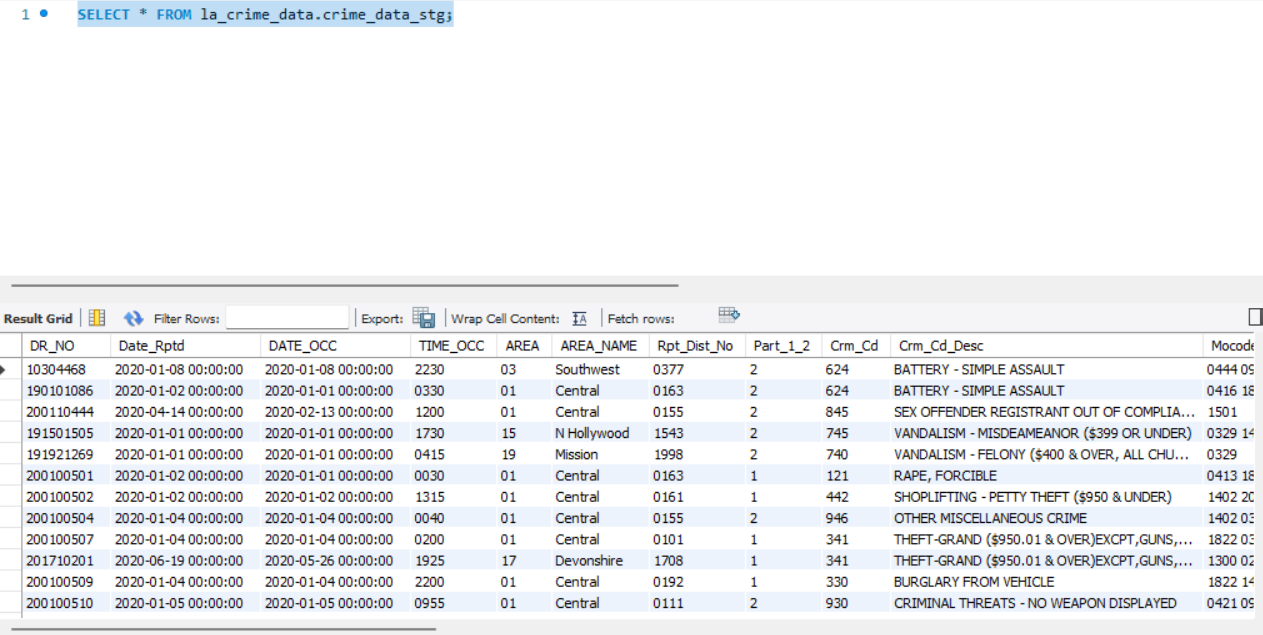 1 SELECT * FROM la_crime_data.crime_data_stg;
Result Grid Filter Rows: Export: Wrap Cell Content: IA Fetch rows:
DR_NO Date_Rptd DATE_OCC TIME_OCC AREA AREA_NAME Rpt_Dist_No Part_1_2 Crm_Cd Crm_Cd_Desc Mocode
10304468 2020-01-08 00:00:00 2020-01-08 00:00:00 2230 03 Southwest 0377 2 624 BATTERY - SIMPLE ASSAULT 0444 09
190101086 2020-01-02 00:00:00 2020-01-01 00:00:00 0330 01 Central 0163 2 624 BATTERY - SIMPLE ASSAULT 0416 18
200110444 2020-04-14 00:00:00 2020-02-13 00:00:00 1200 01 Central 0155 2 845 SEX OFFENDER REGISTRANT OUT OF COMPLIA... 1501
191501505 2020-01-01 00:00:00 2020-01-01 00:00:00 1730 15 N Hollywood 1543 2 745 VANDALISM - MISDEAMEANOR ($399 OR UNDER) 0329 14
191921269 2020-01-01 00:00:00 2020-01-01 00:00:00 0415 19 Mission 1998 2 740 VANDALISM - FELONY ($400 & OVER, ALL CHU... 0329
200100501 2020-01-02 00:00:00 2020-01-01 00:00:00 0030 01 Central 0163 1 121 RAPE, FORCIBLE 0413 18
200100502 2020-01-02 00:00:00 2020-01-02 00:00:00 1315 01 Central 0161 1 442 SHOPLIFTING - PETTY THEFT ($950 & UNDER) 1402 20
200100504 2020-01-04 00:00:00 2020-01-04 00:00:00 0040 01 Central 0155 2 946 OTHER MISCELLANEOUS CRIME 1402 03
200100507 2020-01-04 00:00:00 2020-01-04 00:00:00 0200 01 Central 0101 1 341 THEFT-GRAND ($950.01 & OVER)EXCPT,GUNS,... 1822 03
201710201 2020-06-19 00:00:00 2020-05-26 00:00:00 1925 17 Devonshire 1708 1 341 THEFT-GRAND ($950.01 & OVER)EXCPT,GUNS,... 1300 02
200100509 2020-01-04 00:00:00 2020-01-04 00:00:00 2200 01 Central 0192 1 330 BURGLARY FROM VEHICLE 1822 14
200100510 2020-01-05 00:00:00 2020-01-05 00:00:00 0955 01 Central 0111 2 930 CRIMINAL THREATS - NO WEAPON DISPLAYED 0421 09